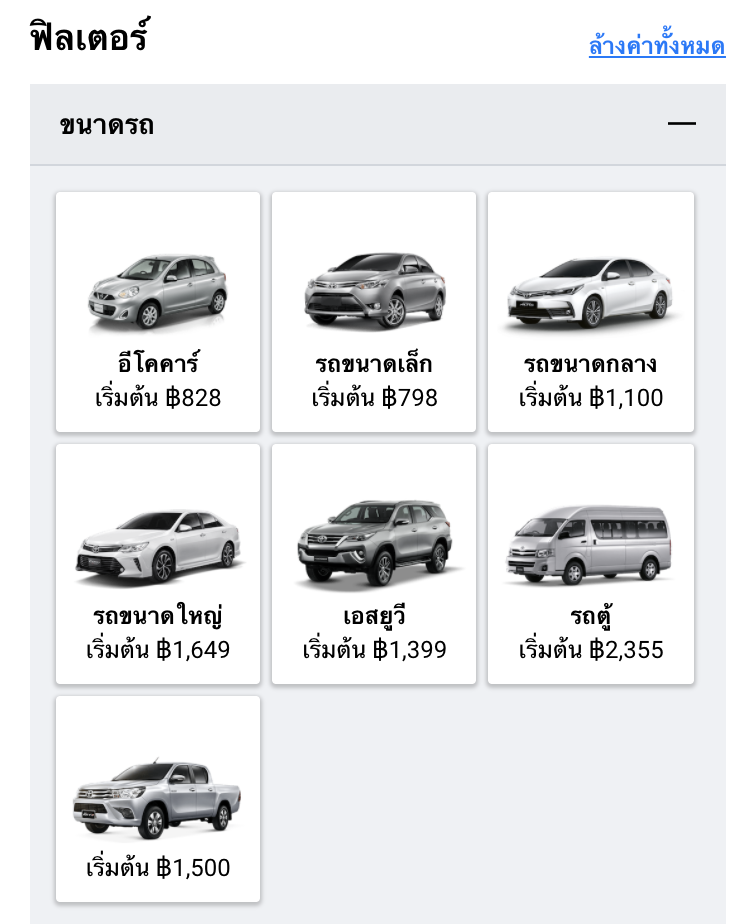 ฟิลเตอร์
ล้างค่าทั้งหมด
ขนาดรถ
อีโคคาร์
เริ่มต้น ฿828
รถขนาดเล็ก
เริ่มต้น ฿798
รถขนาดกลาง
เริ่มต้น ฿1,100
รถขนาดใหญ่
เริ่มต้น ฿1,649
เอสยูวี
เริ่มต้น ฿1,399
รถตู้
เริ่มต้น ฿2,355
เริ่มต้น ฿1,500